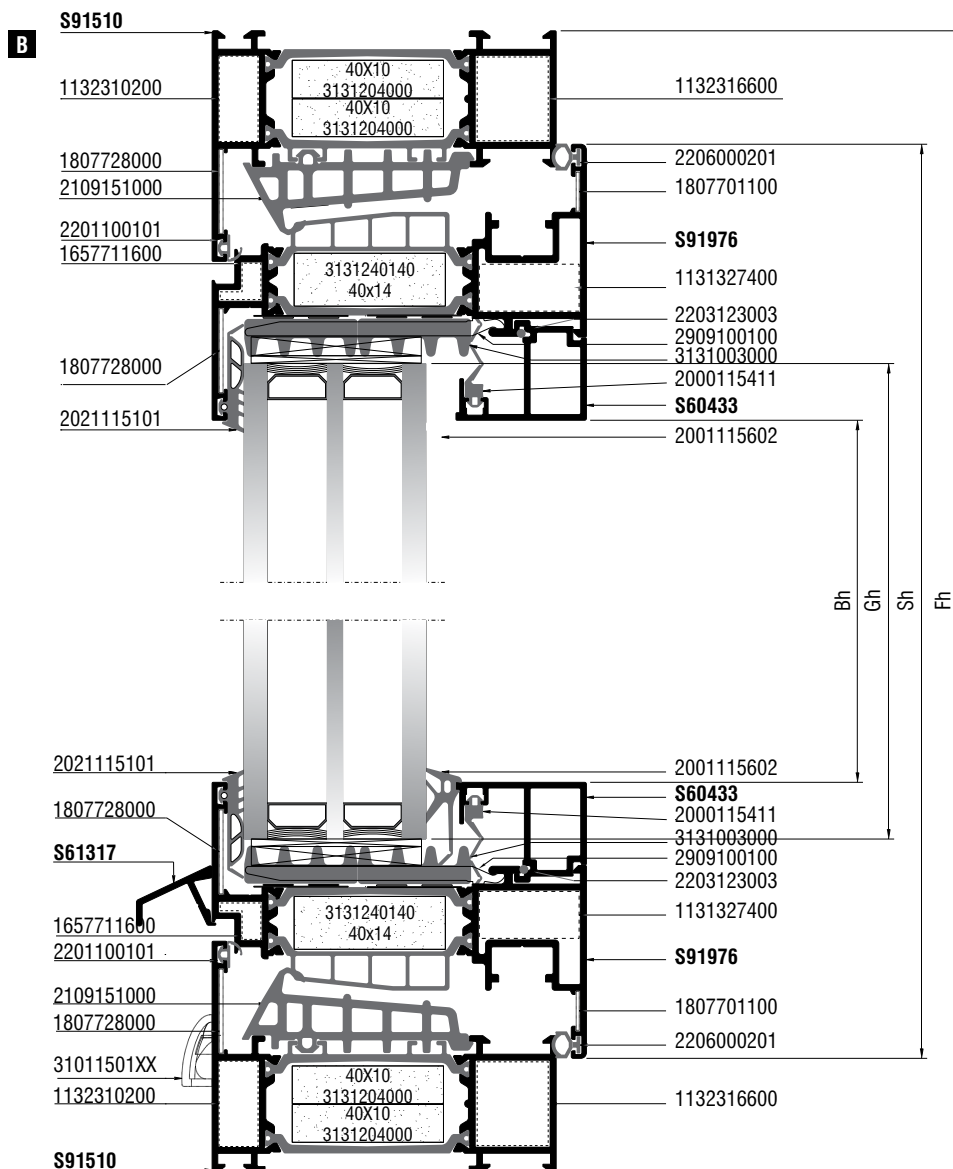 S91510
B
1132310200
40X10
3131204000
40X10
3131204000
1132316600
1807728000
2109151000
2206000201
1807701100
2201100101
1657711600
S91976
3131240140
40x14
1131327400
2203123003
2909100100
3131003000
1807728000
2000115411
S60433
2021115101
2001115602
Bh
Gh
Sh
Fh
2021115101
2001115602
1807728000
S60433
2000115411
S61317
3131003000
2909100100
2203123003
3131240140
40x14
1657711600
1131327400
2201100101
S91976
2109151000
1807728000
1807701100
31011501XX
2206000201
1132310200
40X10
3131204000
40X10
3131204000
1132316600
S91510